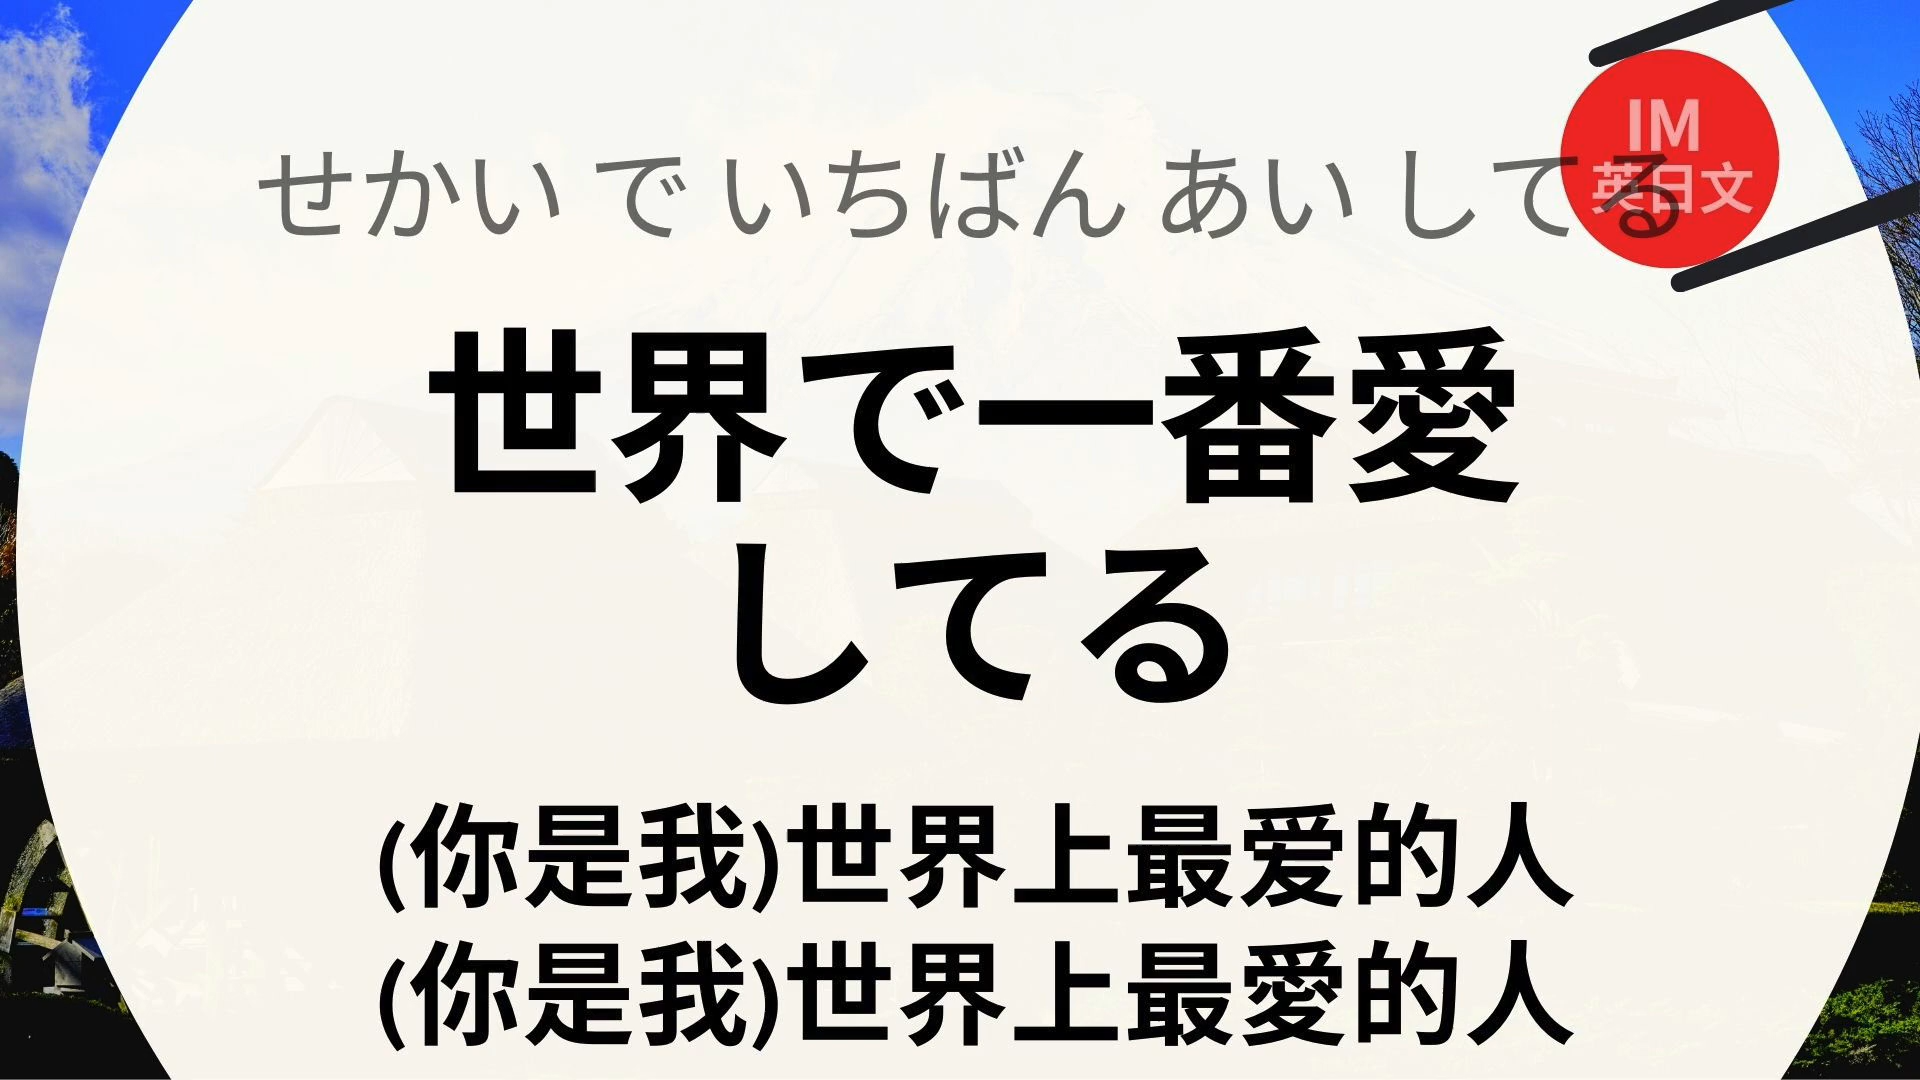 IM
英日文
せかい で いちばん あい してる
世界で一番愛
してる
(你是我)世界上最爱的人
(你是我)世界上最愛的人